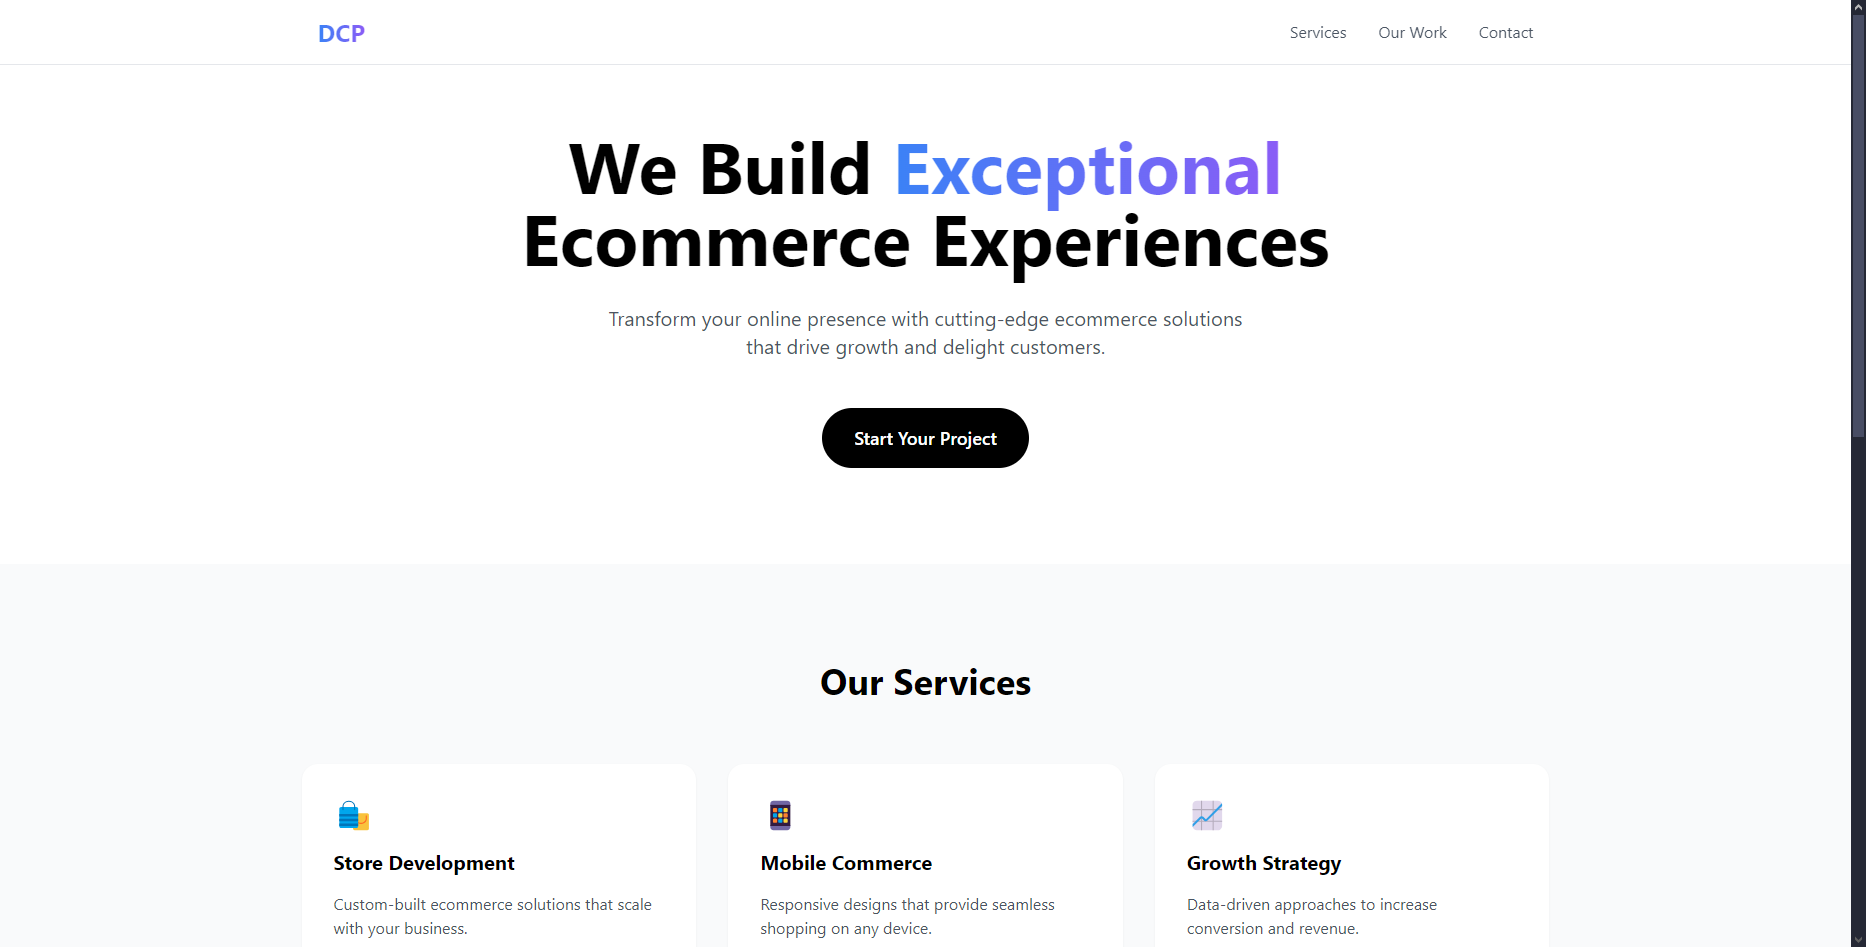 DCP
Services
Our Work
Contact
We Build Exceptional
Ecommerce Experiences
Transform your online presence with cutting-edge ecommerce solutions
that drive growth and delight customers.
Start Your Project
Our Services
Store Development
Custom-built ecommerce solutions that scale
with your business.
Mobile Commerce
Responsive designs that provide seamless
shopping on any device.
Growth Strategy
Data-driven approaches to increase
conversion and revenue.